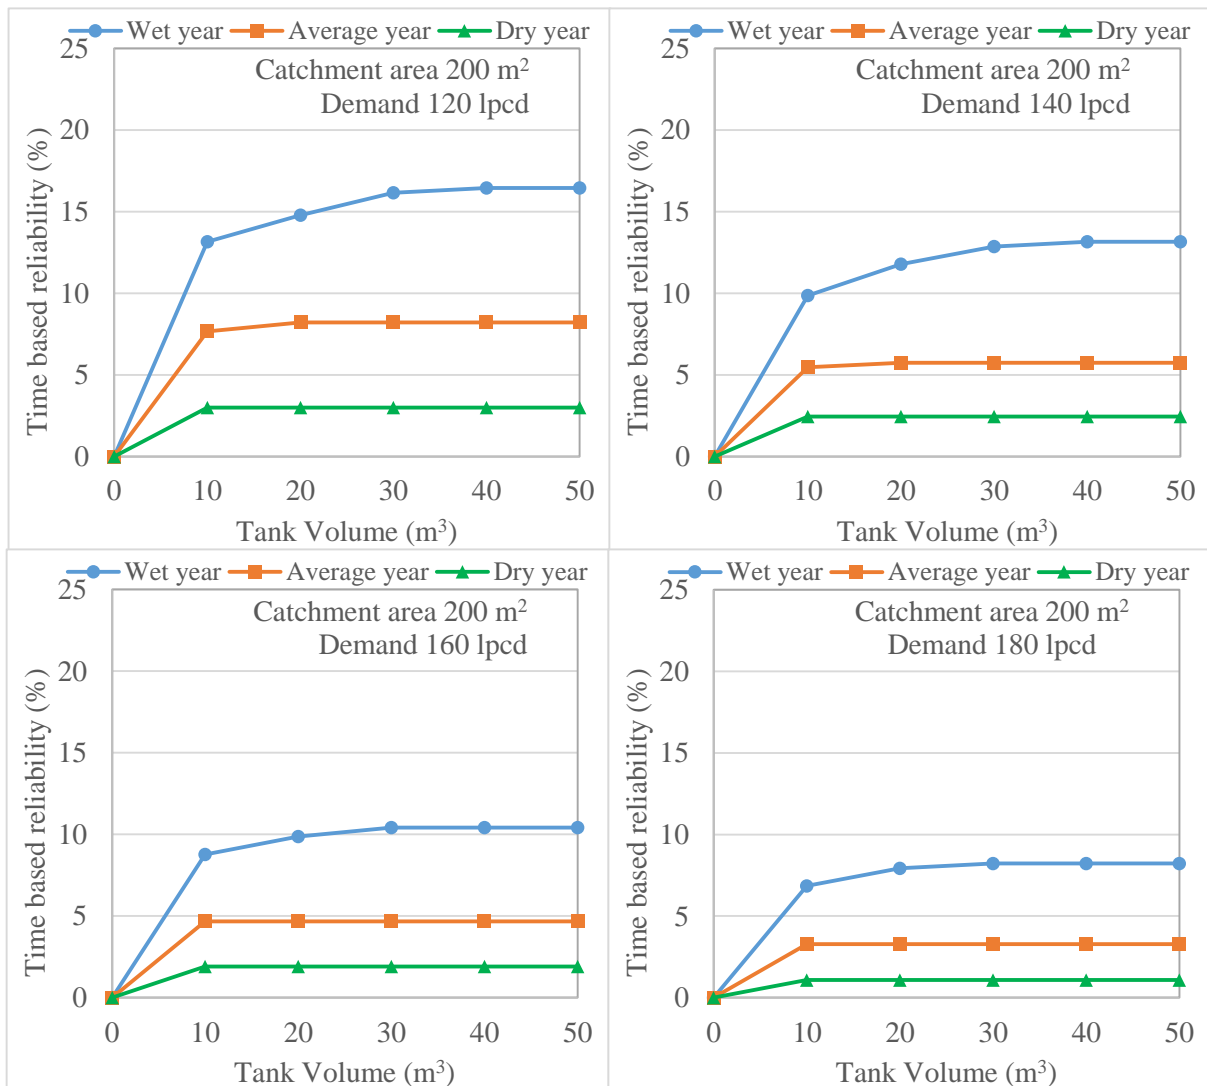 Wet year Average year Dry year
25
Catchment area 200 m²
Demand 120 lpcd
20
15
10
5
0
Time based reliability (%)
0 10 20 30 40 50
Tank Volume (m³)
Wet year Average year Dry year
25
Catchment area 200 m²
Demand 140 lpcd
20
15
10
5
0
Time based reliability (%)
0 10 20 30 40 50
Tank Volume (m³)
Wet year Average year Dry year
25
Catchment area 200 m²
Demand 160 lpcd
20
15
10
5
0
Time based reliability (%)
0 10 20 30 40 50
Tank Volume (m³)
Wet year Average year Dry year
25
Catchment area 200 m²
Demand 180 lpcd
20
15
10
5
0
Time based reliability (%)
0 10 20 30 40 50
Tank Volume (m³)